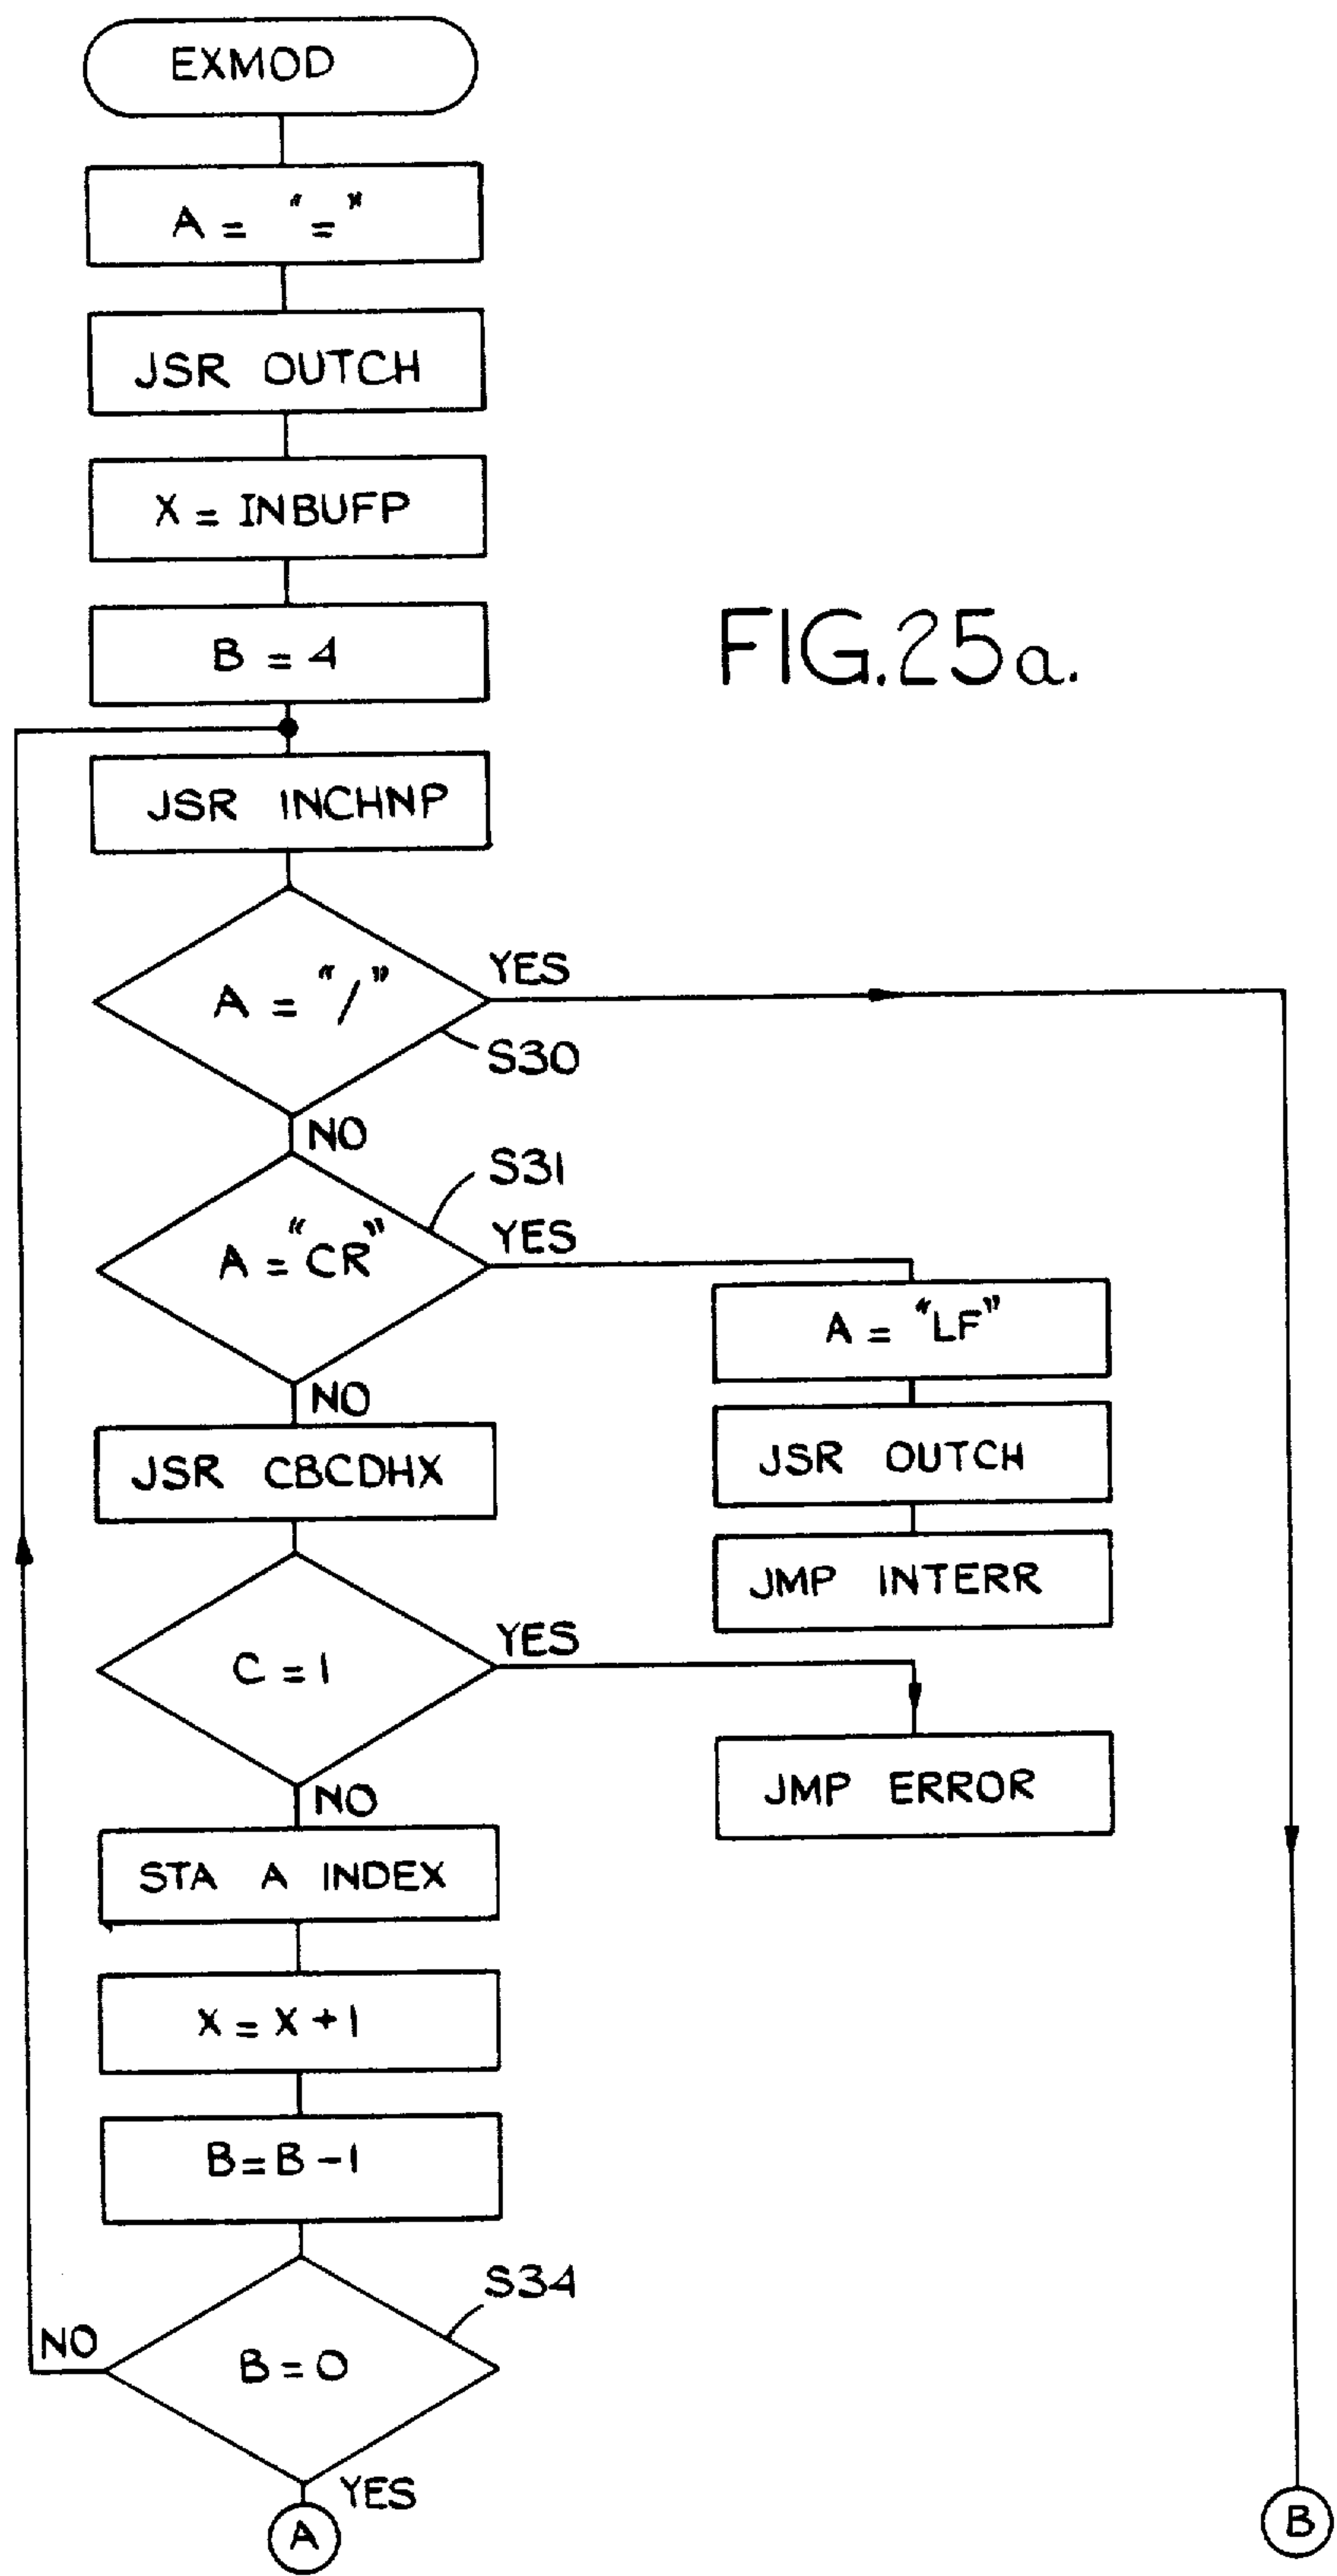 EXMOD
A = "="
JSR OUTCH
X = INBUFP
B = 4
FIG.25a.
JSR INCHNP
A = "/"
YES
S30
NO
S31
A = "CR"
YES
A = "LF"
NO
JSR CBCDHX
JSR OUTCH
JMP INTERR
C = 1
YES
JMP ERROR
NO
STA A INDEX
X = X + 1
B = B - 1
S34
NO
B = 0
YES
A
B